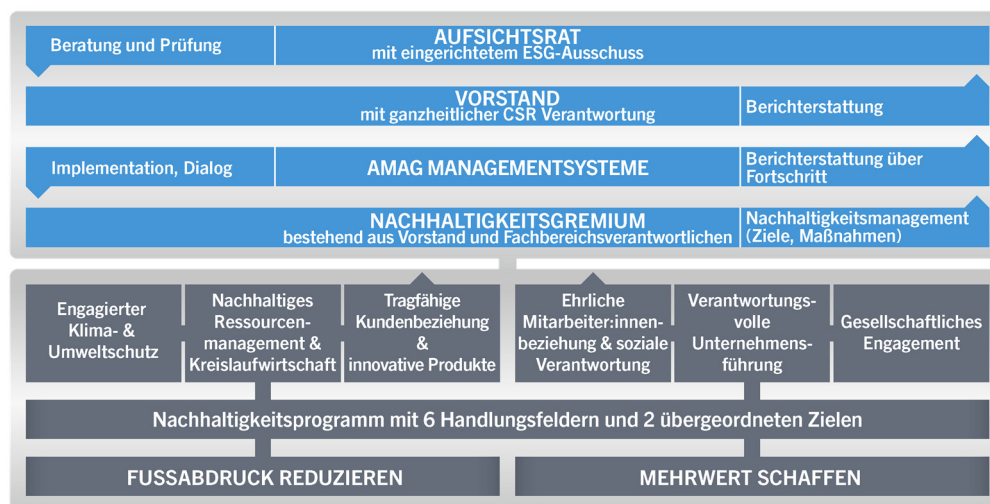 Beratung und Prüfung
AUFSICHTSRAT
mit eingerichtetem ESG-Ausschuss
VORSTAND
mit ganzheitlicher CSR Verantwortung
Berichterstattung
Implementation, Dialog
AMAG MANAGEMENTSYSTEME
Berichterstattung über
Fortschritt
NACHHALTIGKEITSGREMIUM
bestehend aus Vorstand und Fachbereichsverantwortlichen
Nachhaltigkeitsmanagement
(Ziele, Maßnahmen)
Engagierter
Klima- &
Umweltschutz
Nachhaltiges
Ressourcen-
management &
Kreislaufwirtschaft
Tragfähige
Kundenbeziehung
&
innovative Produkte
Ehrliche
Mitarbeiter:innen-
beziehung & soziale
Verantwortung
Verantwortungs-
volle
Unternehmens-
führung
Gesellschaftliches
Engagement
Nachhaltigkeitsprogramm mit 6 Handlungsfeldern und 2 übergeordneten Zielen
FUSSABDRUCK REDUZIEREN
MEHRWERT SCHAFFEN